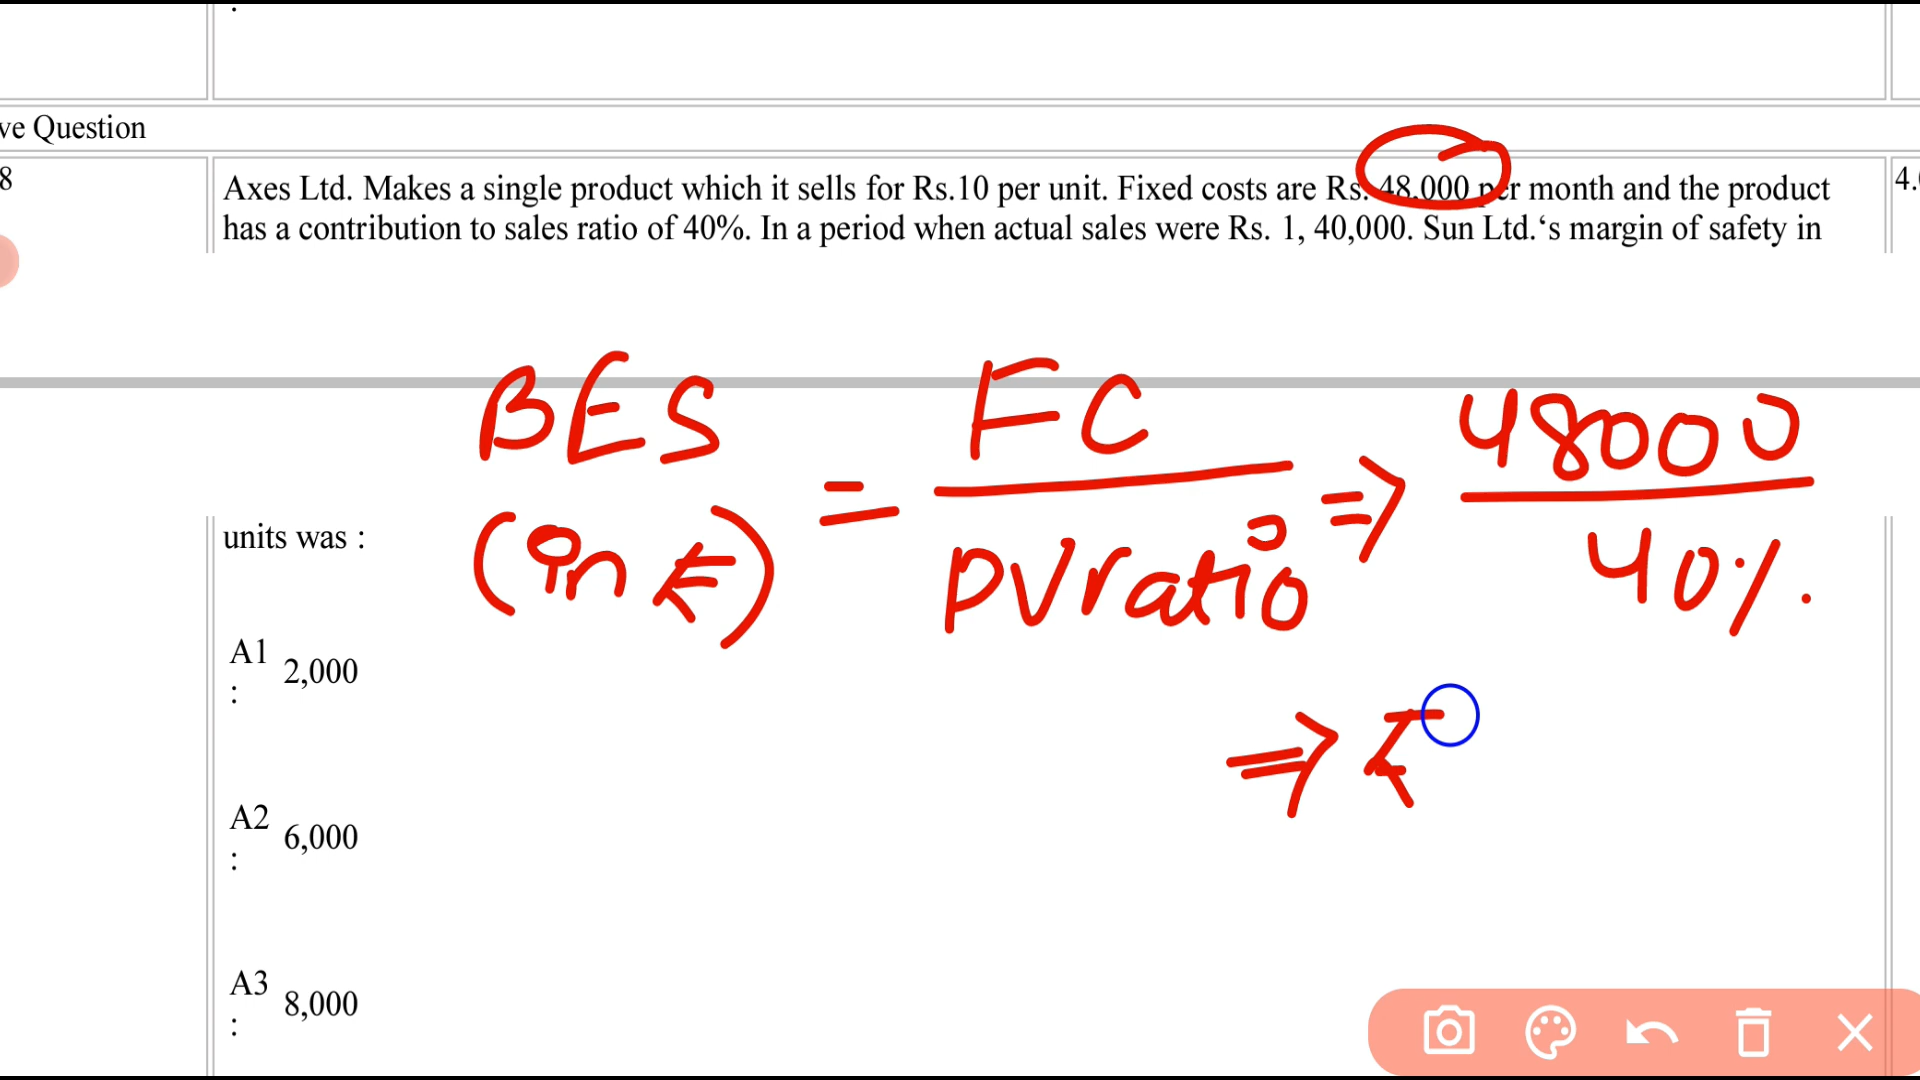 ve Question
8
Axes Ltd. Makes a single product which it sells for Rs.10 per unit. Fixed costs are Rs. 48,000 per month and the product
4.
has a contribution to sales ratio of 40%. In a period when actual sales were Rs. 1, 40,000. Sun Ltd.‘s margin of safety in
BES (in ₹) = FC / PV ratio ⇒ 48000 / 40%.
⇒ ₹
units was :
A1 : 2,000
A2 : 6,000
A3 : 8,000